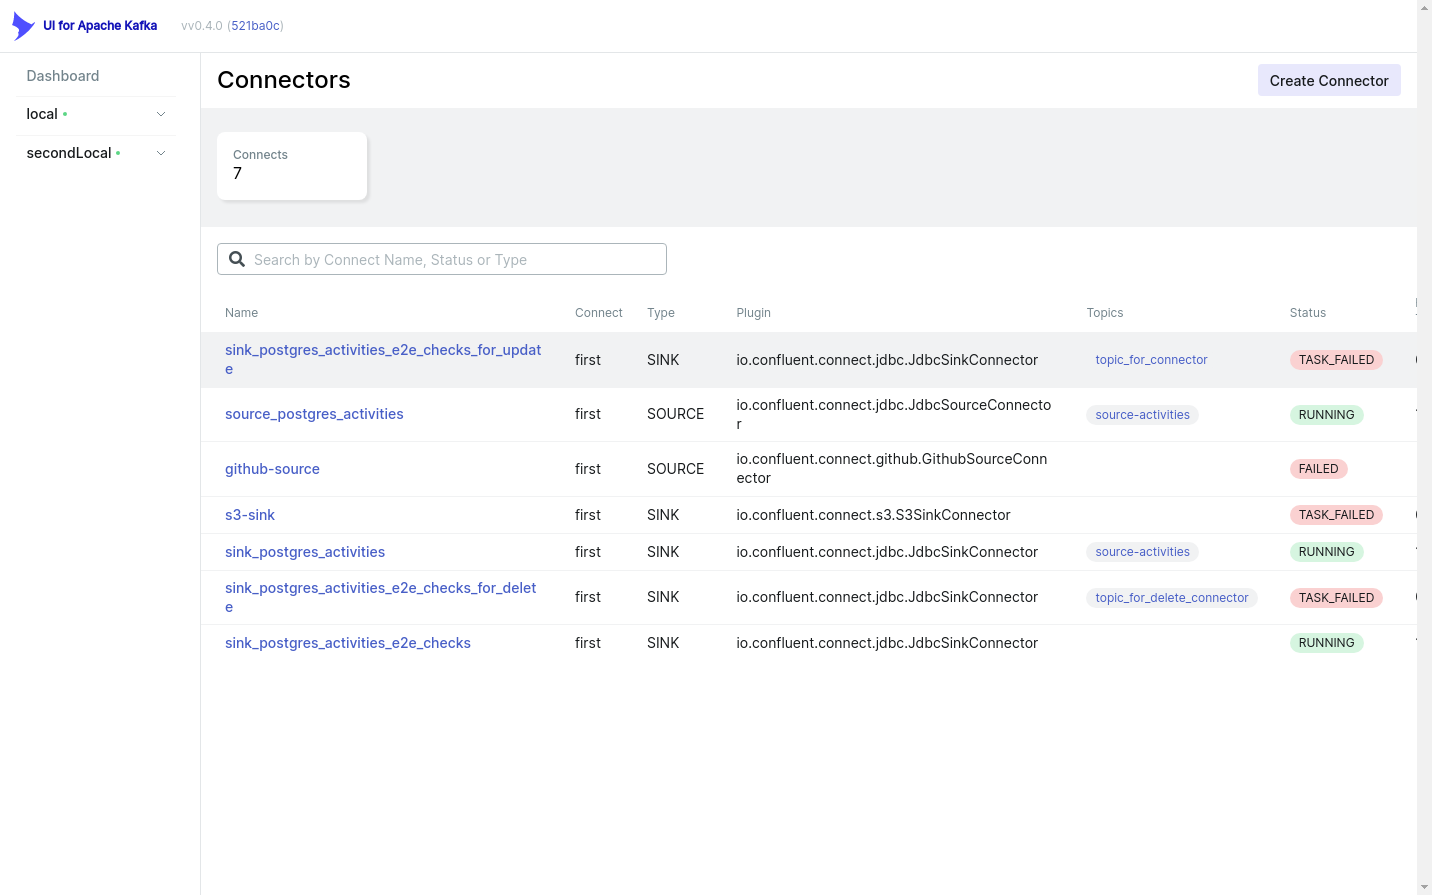 UI for Apache Kafka vv0.4.0 (521ba0c)
Dashboard
local
secondLocal
Connectors
Create Connector
Connects
7
Search by Connect Name, Status or Type
Name Connect Type Plugin Topics Status
sink_postgres_activities_e2e_checks_for_updat
e
first SINK io.confluent.connect.jdbc.JdbcSinkConnector topic_for_connector TASK_FAILED
source_postgres_activities first SOURCE
io.confluent.connect.jdbc.JdbcSourceConnecto
r
source-activities RUNNING
github-source first SOURCE
io.confluent.connect.github.GithubSourceConn
ector
FAILED
s3-sink first SINK io.confluent.connect.s3.S3SinkConnector TASK_FAILED
sink_postgres_activities first SINK io.confluent.connect.jdbc.JdbcSinkConnector source-activities RUNNING
sink_postgres_activities_e2e_checks_for_delet
e
first SINK io.confluent.connect.jdbc.JdbcSinkConnector topic_for_delete_connector TASK_FAILED
sink_postgres_activities_e2e_checks first SINK io.confluent.connect.jdbc.JdbcSinkConnector RUNNING